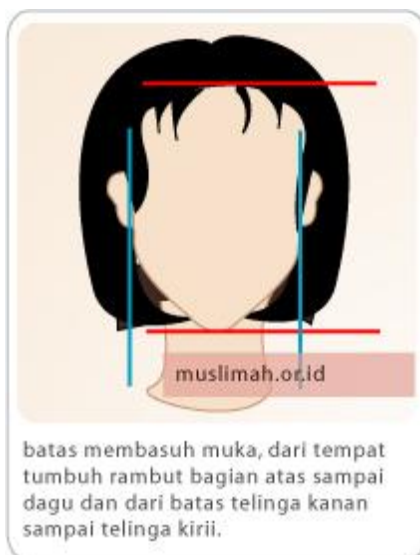 muslimah.or.id
batas membasuh muka, dari tempat
tumbuh rambut bagian atas sampai
dagu dan dari batas telinga kanan
sampai telinga kirii.